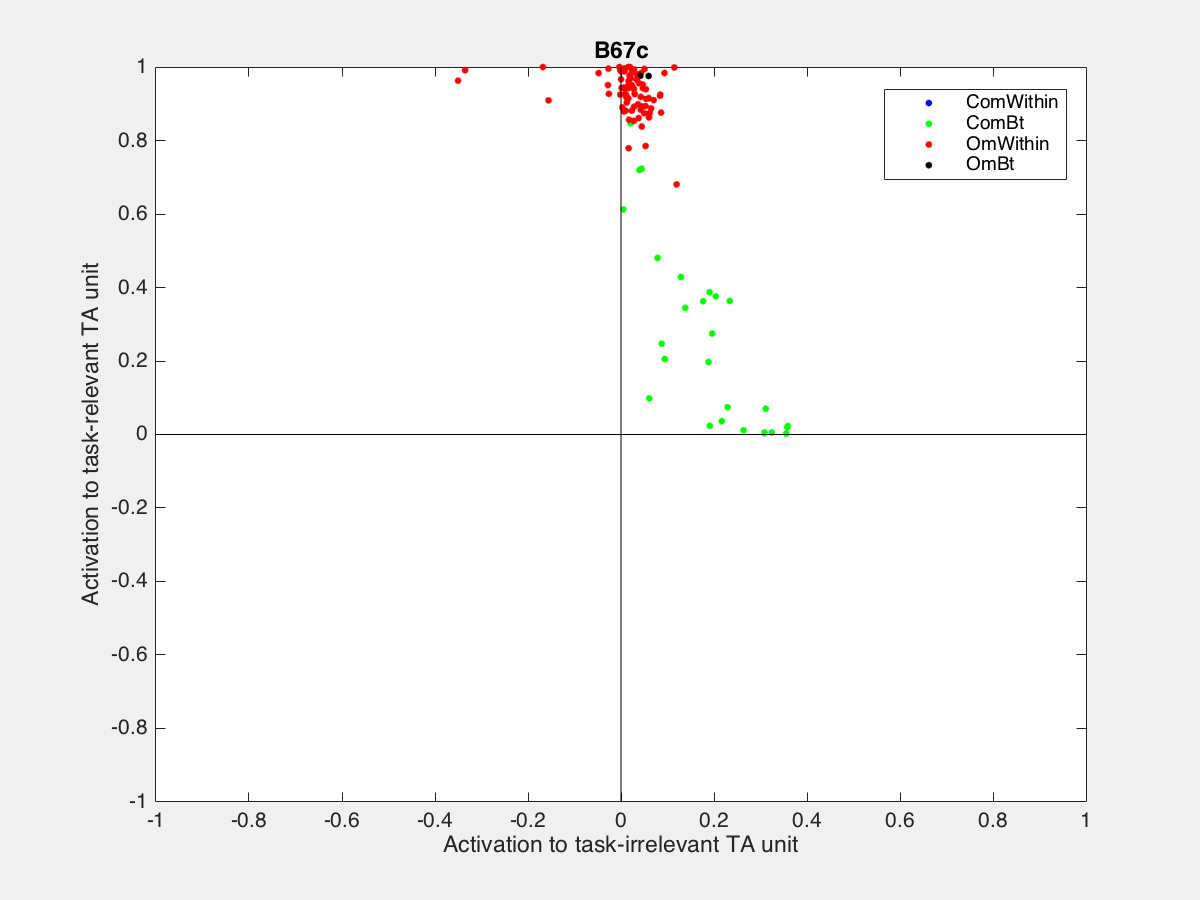 B67c
ComWithin
ComBt
OmWithin
OmBt
Activation to task-relevant TA unit
1
0.8
0.6
0.4
0.2
0
-0.2
-0.4
-0.6
-0.8
-1
-1 -0.8 -0.6 -0.4 -0.2 0 0.2 0.4 0.6 0.8 1
Activation to task-irrelevant TA unit